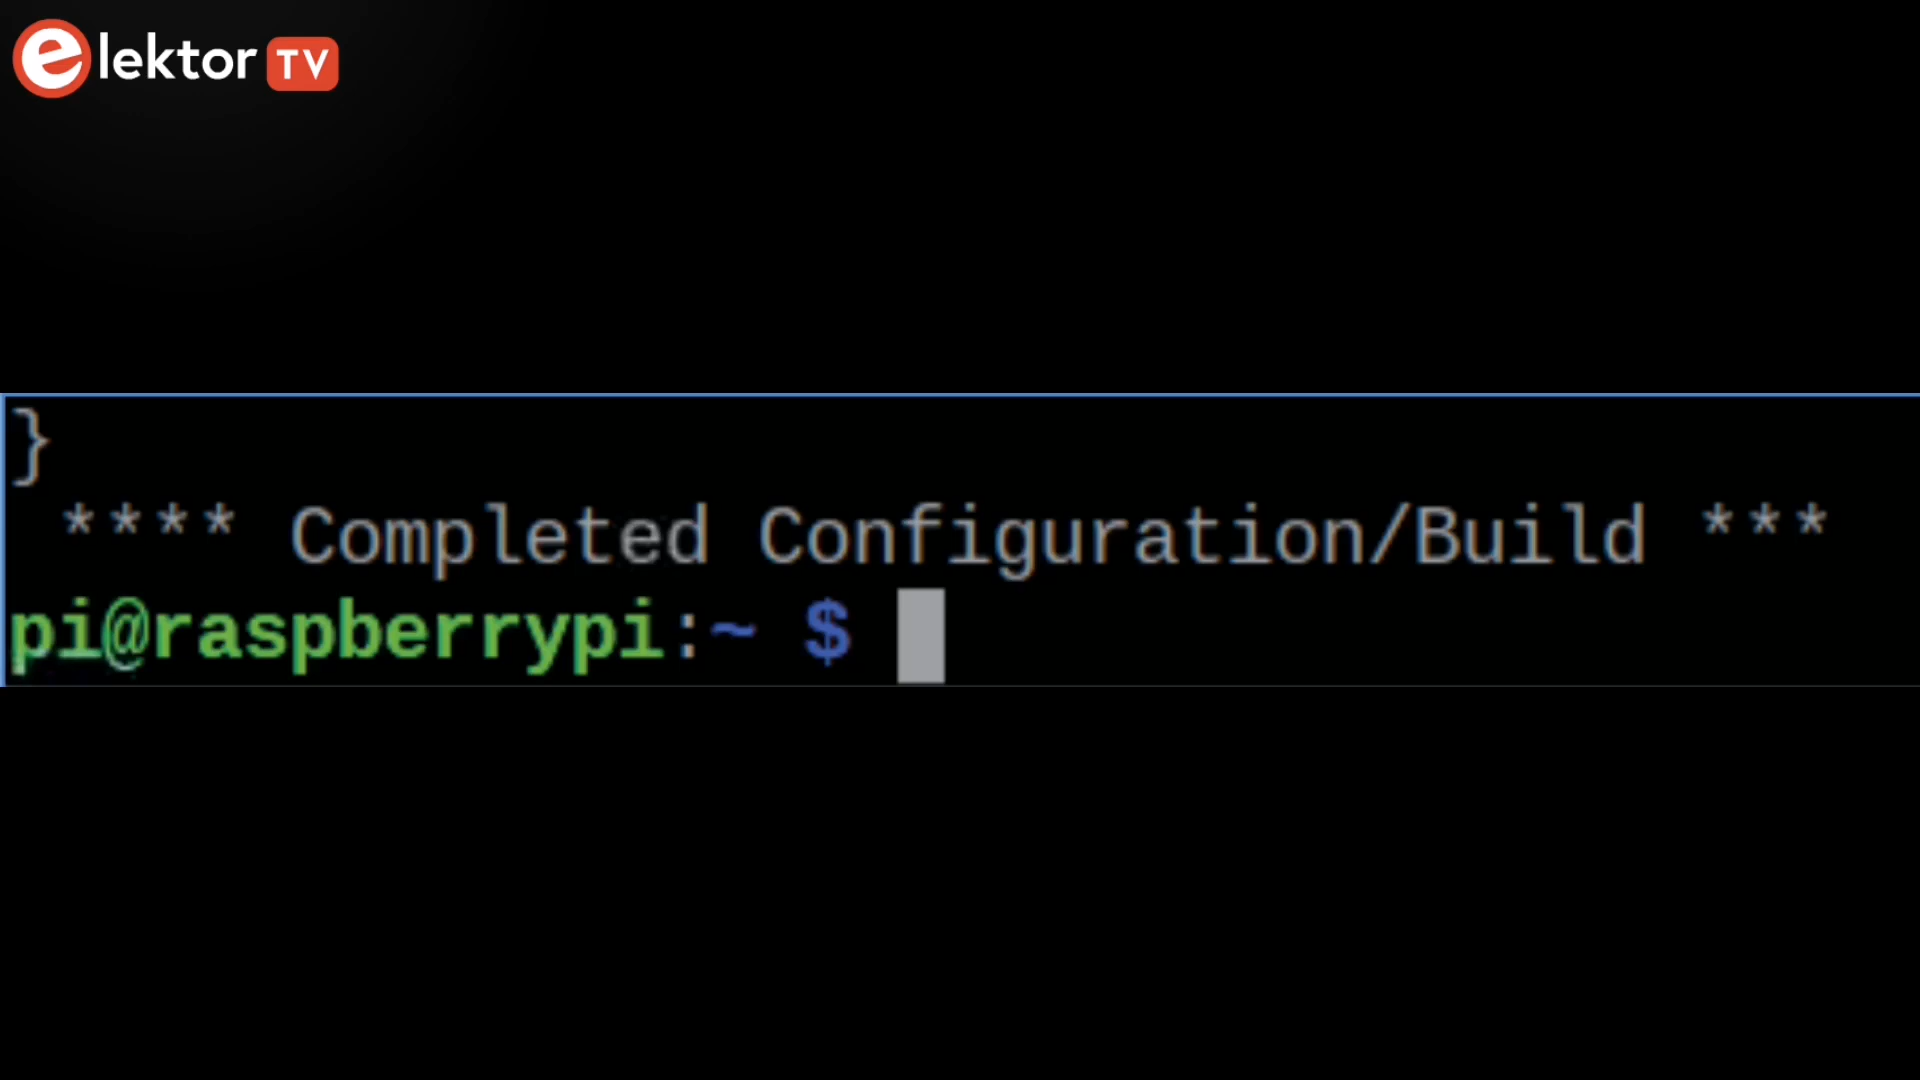 elektor TV
}
**** Completed Configuration/Build ***
pi@raspberrypi:~ $